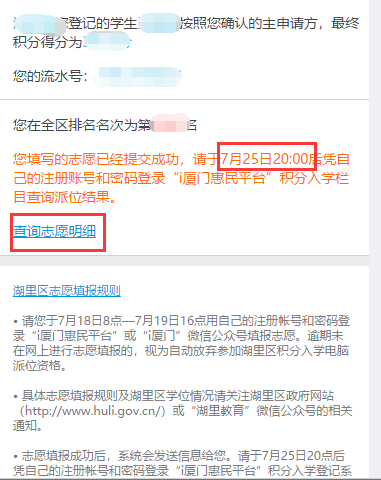 您登记的学生 按照您确认的主申请方，最终
积分得分为
您的流水号：
您在全区排名名次为第 名
您填写的志愿已经提交成功，请于7月25日20:00后凭自
己的注册账号和密码登录“i厦门惠民平台”积分入学栏
目查询派位结果。
查询志愿明细
湖里区志愿填报规则
• 请您于7月18日8点—7月19日16点用自己的注册帐号和密码登
录“i厦门惠民平台”或“i厦门”微信公众号填报志愿。逾期未
在网上进行志愿填报的，视为自动放弃参加湖里区积分入学电脑
派位资格。
• 具体志愿填报规则及湖里区学位情况请关注湖里区政府网站
（http://www.huli.gov.cn/）或“湖里教育”微信公众号的相关
通知。
• 志愿填报成功后，系统会发送信息给您。请于7月25日20点后
凭自己的注册帐号和密码登录“i厦门惠民平台”积分入学登记系